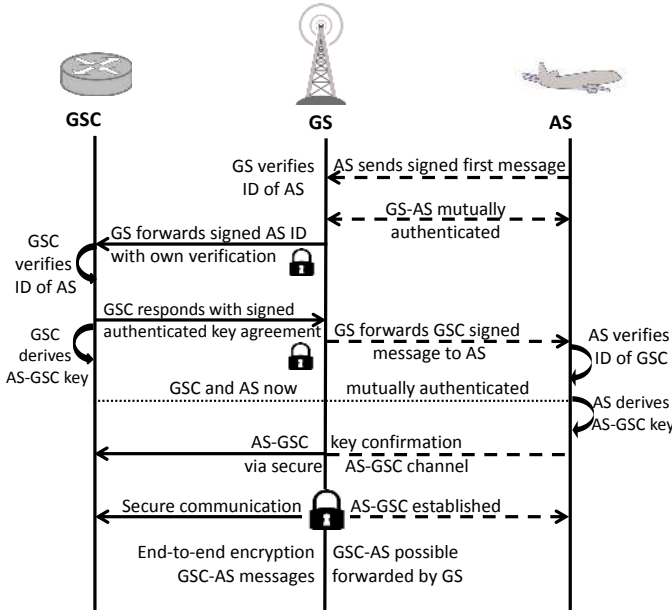 GSC
GS
AS
GS verifies
ID of AS
AS sends signed first message
GS-AS mutually
authenticated
GS forwards signed AS ID
with own verification
GSC
verifies
ID of AS
GSC responds with signed
authenticated key agreement
GSC
derives
AS-GSC key
GS forwards GSC signed
message to AS
AS verifies
ID of GSC
GSC and AS now mutually authenticated
AS derives
AS-GSC key
AS-GSC key confirmation
via secure AS-GSC channel
Secure communication AS-GSC established
End-to-end encryption GSC-AS possible
GSC-AS messages forwarded by GS